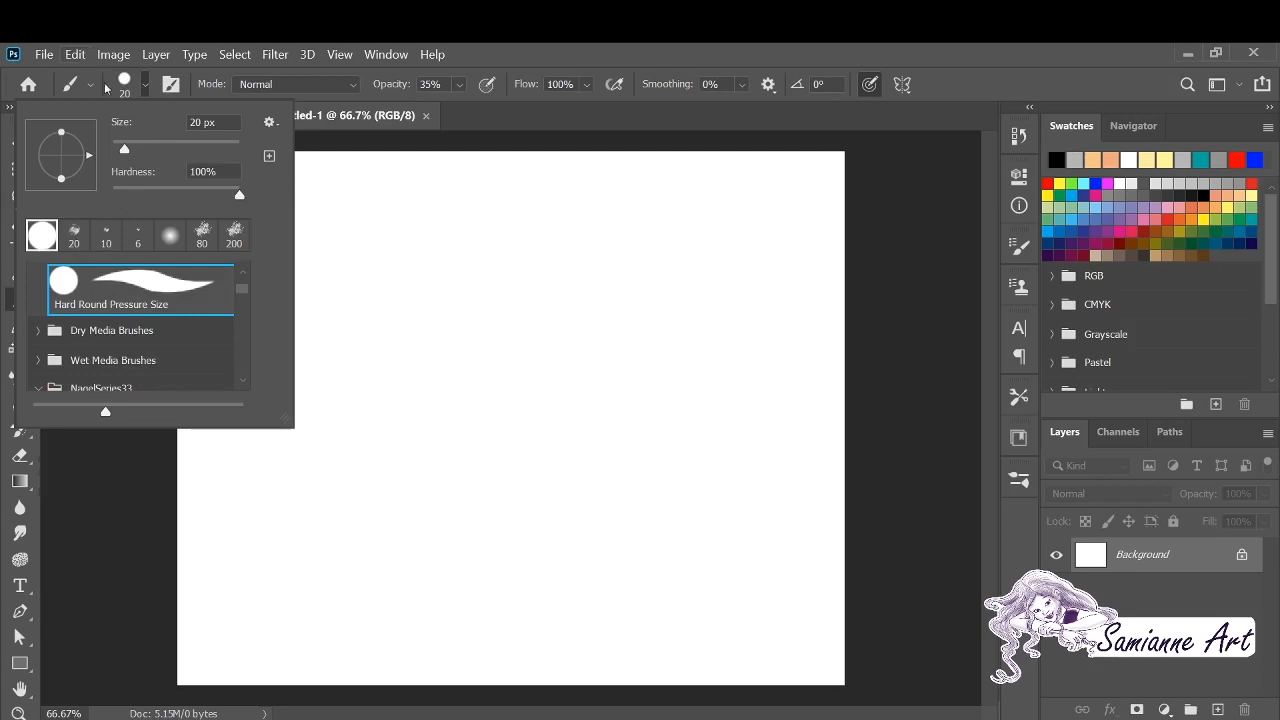 Ps File Edit Image Layer Type Select Filter 3D View Window Help
20 Mode: Normal Opacity: 35% Flow: 100% Smoothing: 0% 0°
tled-1 @ 66.7% (RGB/8)
Size: 20 px
Hardness: 100%
20 10 6 80 200
Hard Round Pressure Size
Dry Media Brushes
Wet Media Brushes
NagelSeries33
Swatches Navigator
RGB
CMYK
Grayscale
Pastel
Layers Channels Paths
Kind
Normal Opacity: 100%
Lock: Fill: 100%
Background
Samianne Art
66.67% Doc: 5.15M/0 bytes